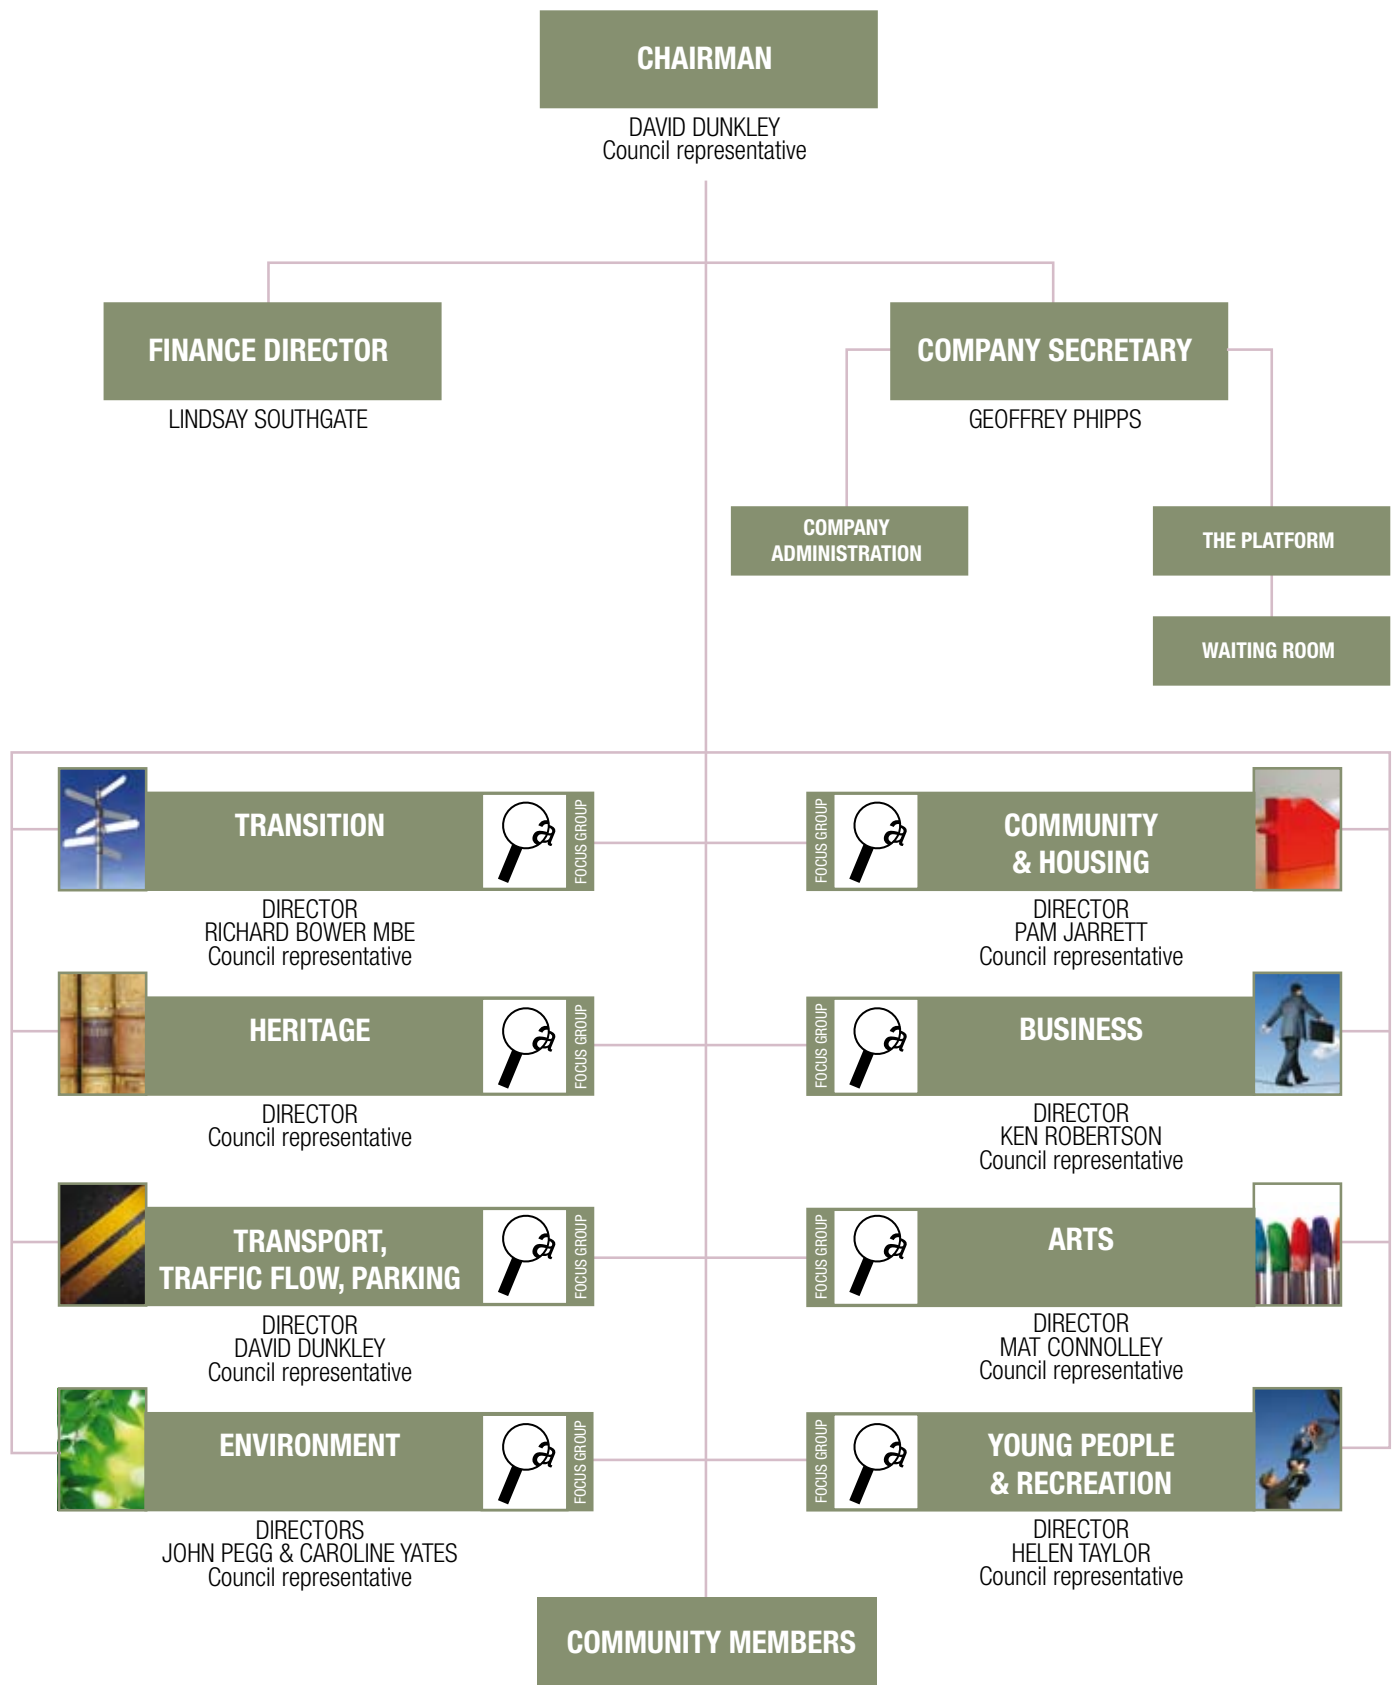 CHAIRMAN
DAVID DUNKLEY
Council representative
FINANCE DIRECTOR
LINDSAY SOUTHGATE
COMPANY SECRETARY
GEOFFREY PHIPPS
COMPANY
ADMINISTRATION
THE PLATFORM
WAITING ROOM
TRANSITION
a
FOCUS GROUP
DIRECTOR
RICHARD BOWER MBE
Council representative
FOCUS GROUP
a
COMMUNITY
& HOUSING
DIRECTOR
PAM JARRETT
Council representative
HERITAGE
a
FOCUS GROUP
DIRECTOR
Council representative
FOCUS GROUP
a
BUSINESS
DIRECTOR
KEN ROBERTSON
Council representative
TRANSPORT,
TRAFFIC FLOW, PARKING
a
FOCUS GROUP
DIRECTOR
DAVID DUNKLEY
Council representative
FOCUS GROUP
a
ARTS
DIRECTOR
MAT CONNOLLEY
Council representative
ENVIRONMENT
a
FOCUS GROUP
DIRECTORS
JOHN PEGG & CAROLINE YATES
Council representative
FOCUS GROUP
a
YOUNG PEOPLE
& RECREATION
DIRECTOR
HELEN TAYLOR
Council representative
COMMUNITY MEMBERS